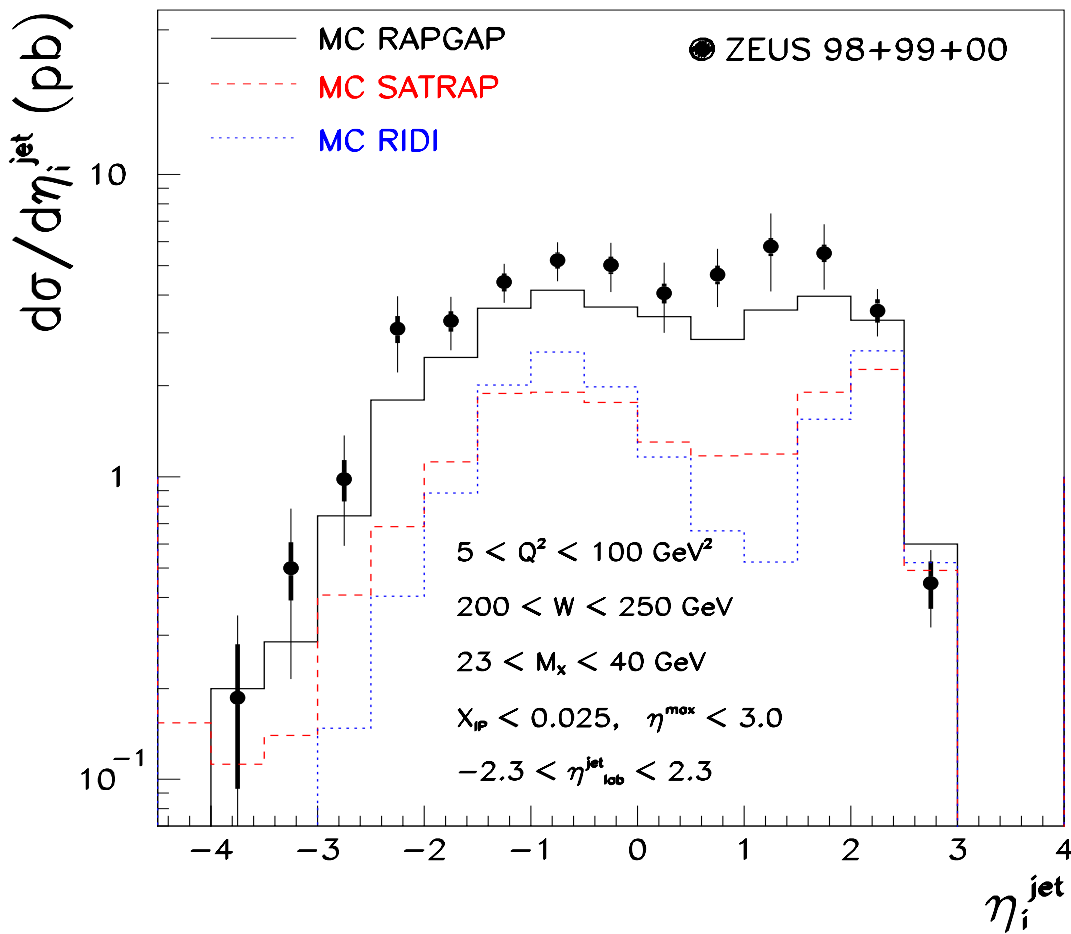 MC RAPGAP
ZEUS 98+99+00
MC SATRAP
MC RIDI
dσ/dη_i^jet (pb)
10
1
10^-1
5 < Q² < 100 GeV²
200 < W < 250 GeV
23 < M_x < 40 GeV
X_IP < 0.025, η^max < 3.0
−2.3 < η^jet_lab < 2.3
−4 −3 −2 −1 0 1 2 3 4
η_i^jet